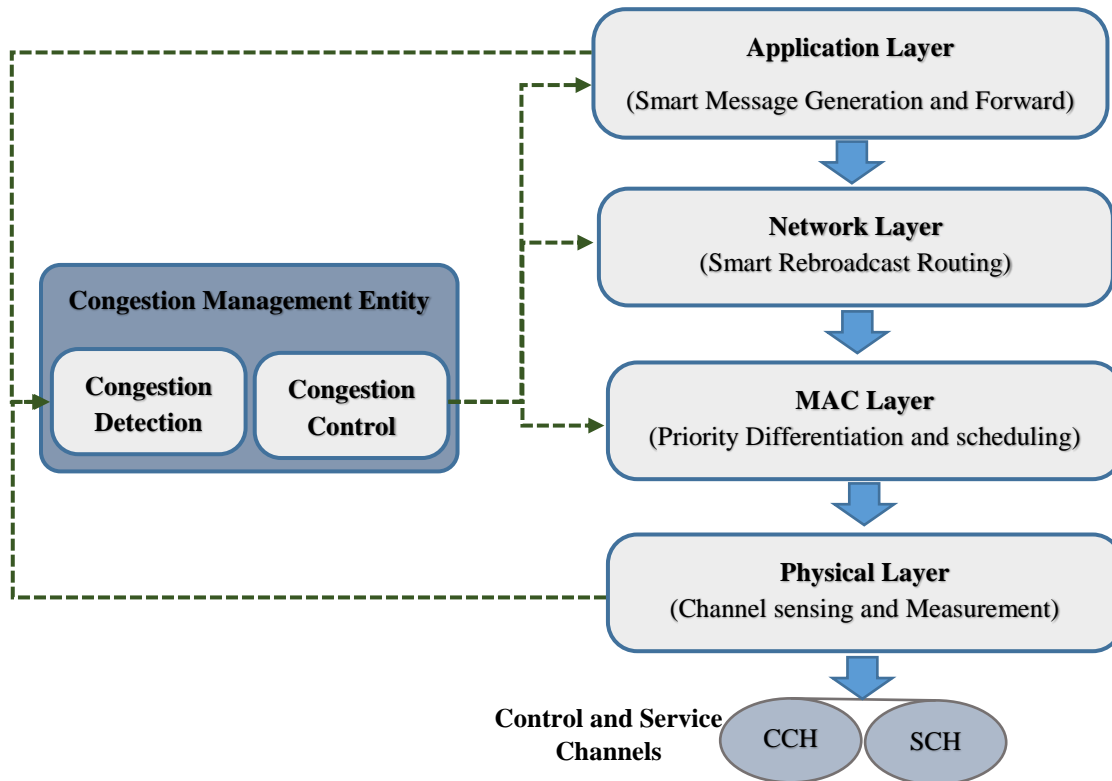 Application Layer
(Smart Message Generation and Forward)
Network Layer
(Smart Rebroadcast Routing)
Congestion Management Entity
Congestion
Detection
Congestion
Control
MAC Layer
(Priority Differentiation and scheduling)
Physical Layer
(Channel sensing and Measurement)
Control and Service
Channels
CCH
SCH